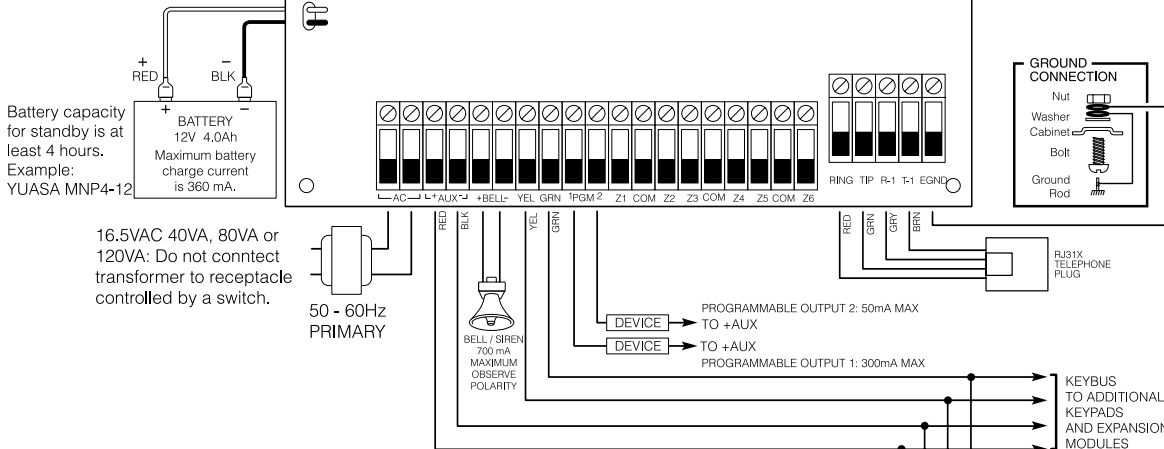 +
RED
–
BLK
+ –
BATTERY
12V 4.0Ah
Maximum battery
charge current
is 360 mA.
Battery capacity
for standby is at
least 4 hours.
Example:
YUASA MNP4-12
AC +AUX- +BELL- YEL GRN 1PGM 2 Z1 COM Z2 Z3 COM Z4 Z5 COM Z6
RING TIP R-1 T-1 EGND
GROUND
CONNECTION
Nut
Washer
Cabinet
Bolt
Ground
Rod
RED
BLK
YEL
GRN
RED
GRN
GRY
BRN
16.5VAC 40VA, 80VA or
120VA: Do not conntect
transformer to receptacle
controlled by a switch.
50 - 60Hz
PRIMARY
BELL / SIREN
700 mA
MAXIMUM
OBSERVE
POLARITY
RJ31X
TELEPHONE
PLUG
PROGRAMMABLE OUTPUT 2: 50mA MAX
DEVICE TO +AUX
DEVICE TO +AUX
PROGRAMMABLE OUTPUT 1: 300mA MAX
KEYBUS
TO ADDITIONAL
KEYPADS
AND EXPANSION
MODULES